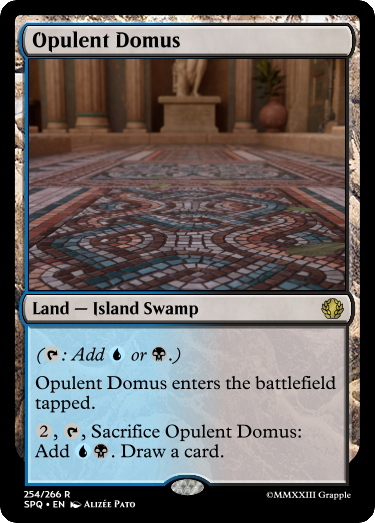 Opulent Domus
Land — Island Swamp
(: Add or .)
Opulent Domus enters the battlefield
tapped.
2, , Sacrifice Opulent Domus:
Add . Draw a card.
254/266 R
SPQ • EN Alizée Pato
©MMXXIII Grapple